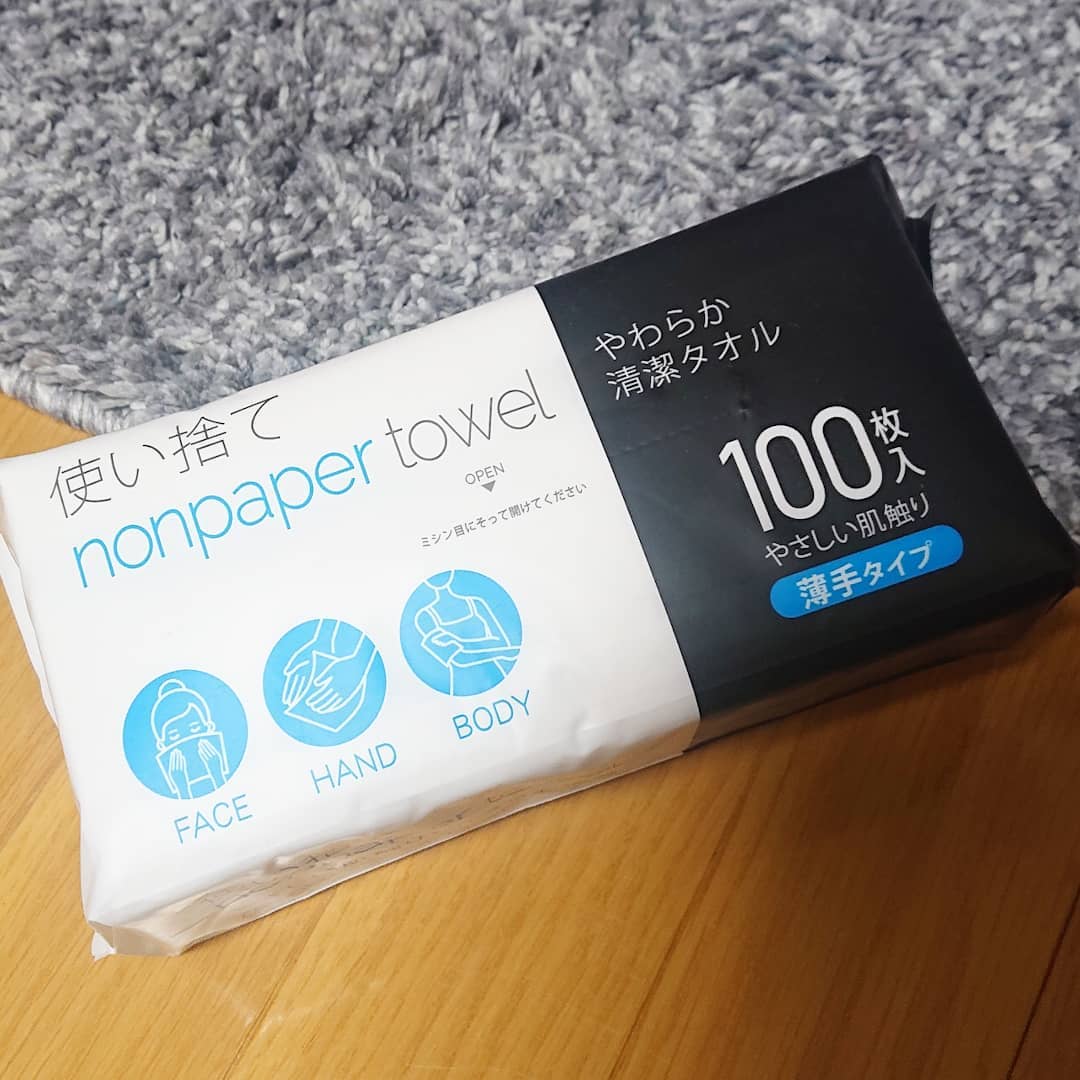 使い捨て
nonpaper towel
OPEN
ミシン目にそって開けてください
FACE
HAND
BODY
やわらか
清潔タオル
100枚入
やさしい肌触り
薄手タイプ